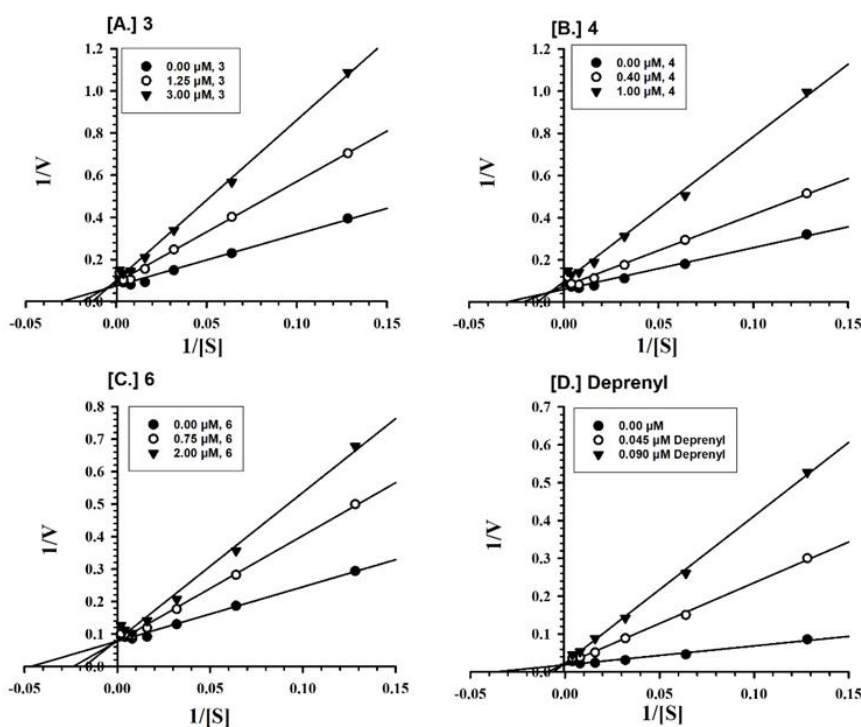 [A.] 3
1/V
1.2
1.0
0.8
0.6
0.4
0.2
0.0
0.00 µM, 3
1.25 µM, 3
3.00 µM, 3
-0.05 0.00 0.05 0.10 0.15
1/[S]
[B.] 4
1/V
1.2
1.0
0.8
0.6
0.4
0.2
0.0
0.00 µM, 4
0.40 µM, 4
1.00 µM, 4
-0.05 0.00 0.05 0.10 0.15
1/[S]
[C.] 6
1/V
0.8
0.7
0.6
0.5
0.4
0.3
0.2
0.1
0.0
0.00 µM, 6
0.75 µM, 6
2.00 µM, 6
-0.05 0.00 0.05 0.10 0.15
1/[S]
[D.] Deprenyl
1/V
0.7
0.6
0.5
0.4
0.3
0.2
0.1
0.0
0.00 µM
0.045 µM Deprenyl
0.090 µM Deprenyl
-0.05 0.00 0.05 0.10 0.15
1/[S]